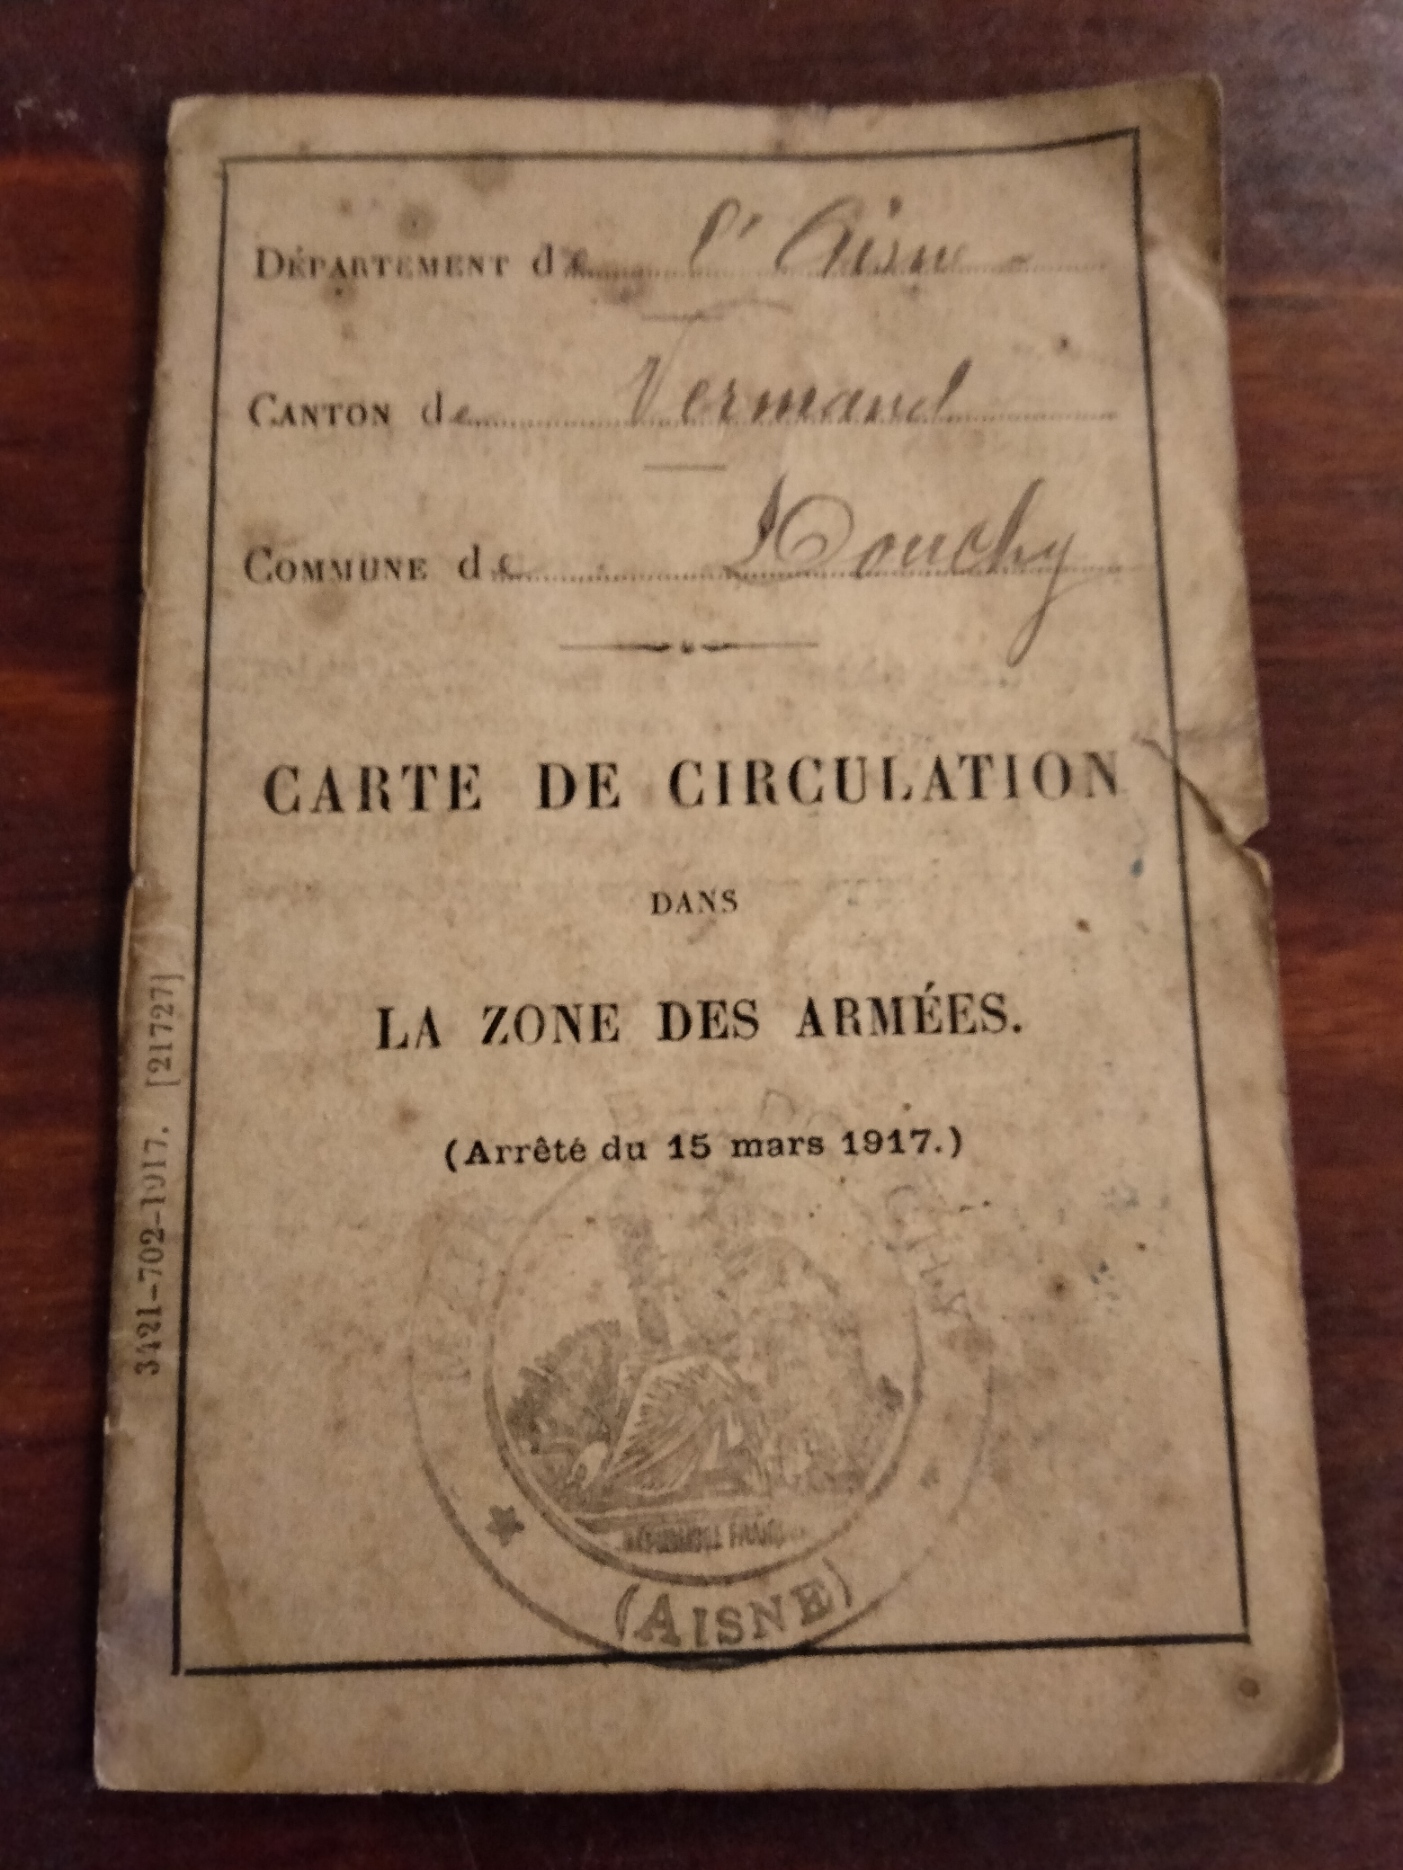 DÉPARTEMENT de l'Aisne
CANTON de Vermand
COMMUNE de Douchy
CARTE DE CIRCULATION
DANS
LA ZONE DES ARMÉES.
(Arrêté du 15 mars 1917.)
3421-702-1917. [21727]
(AISNE)